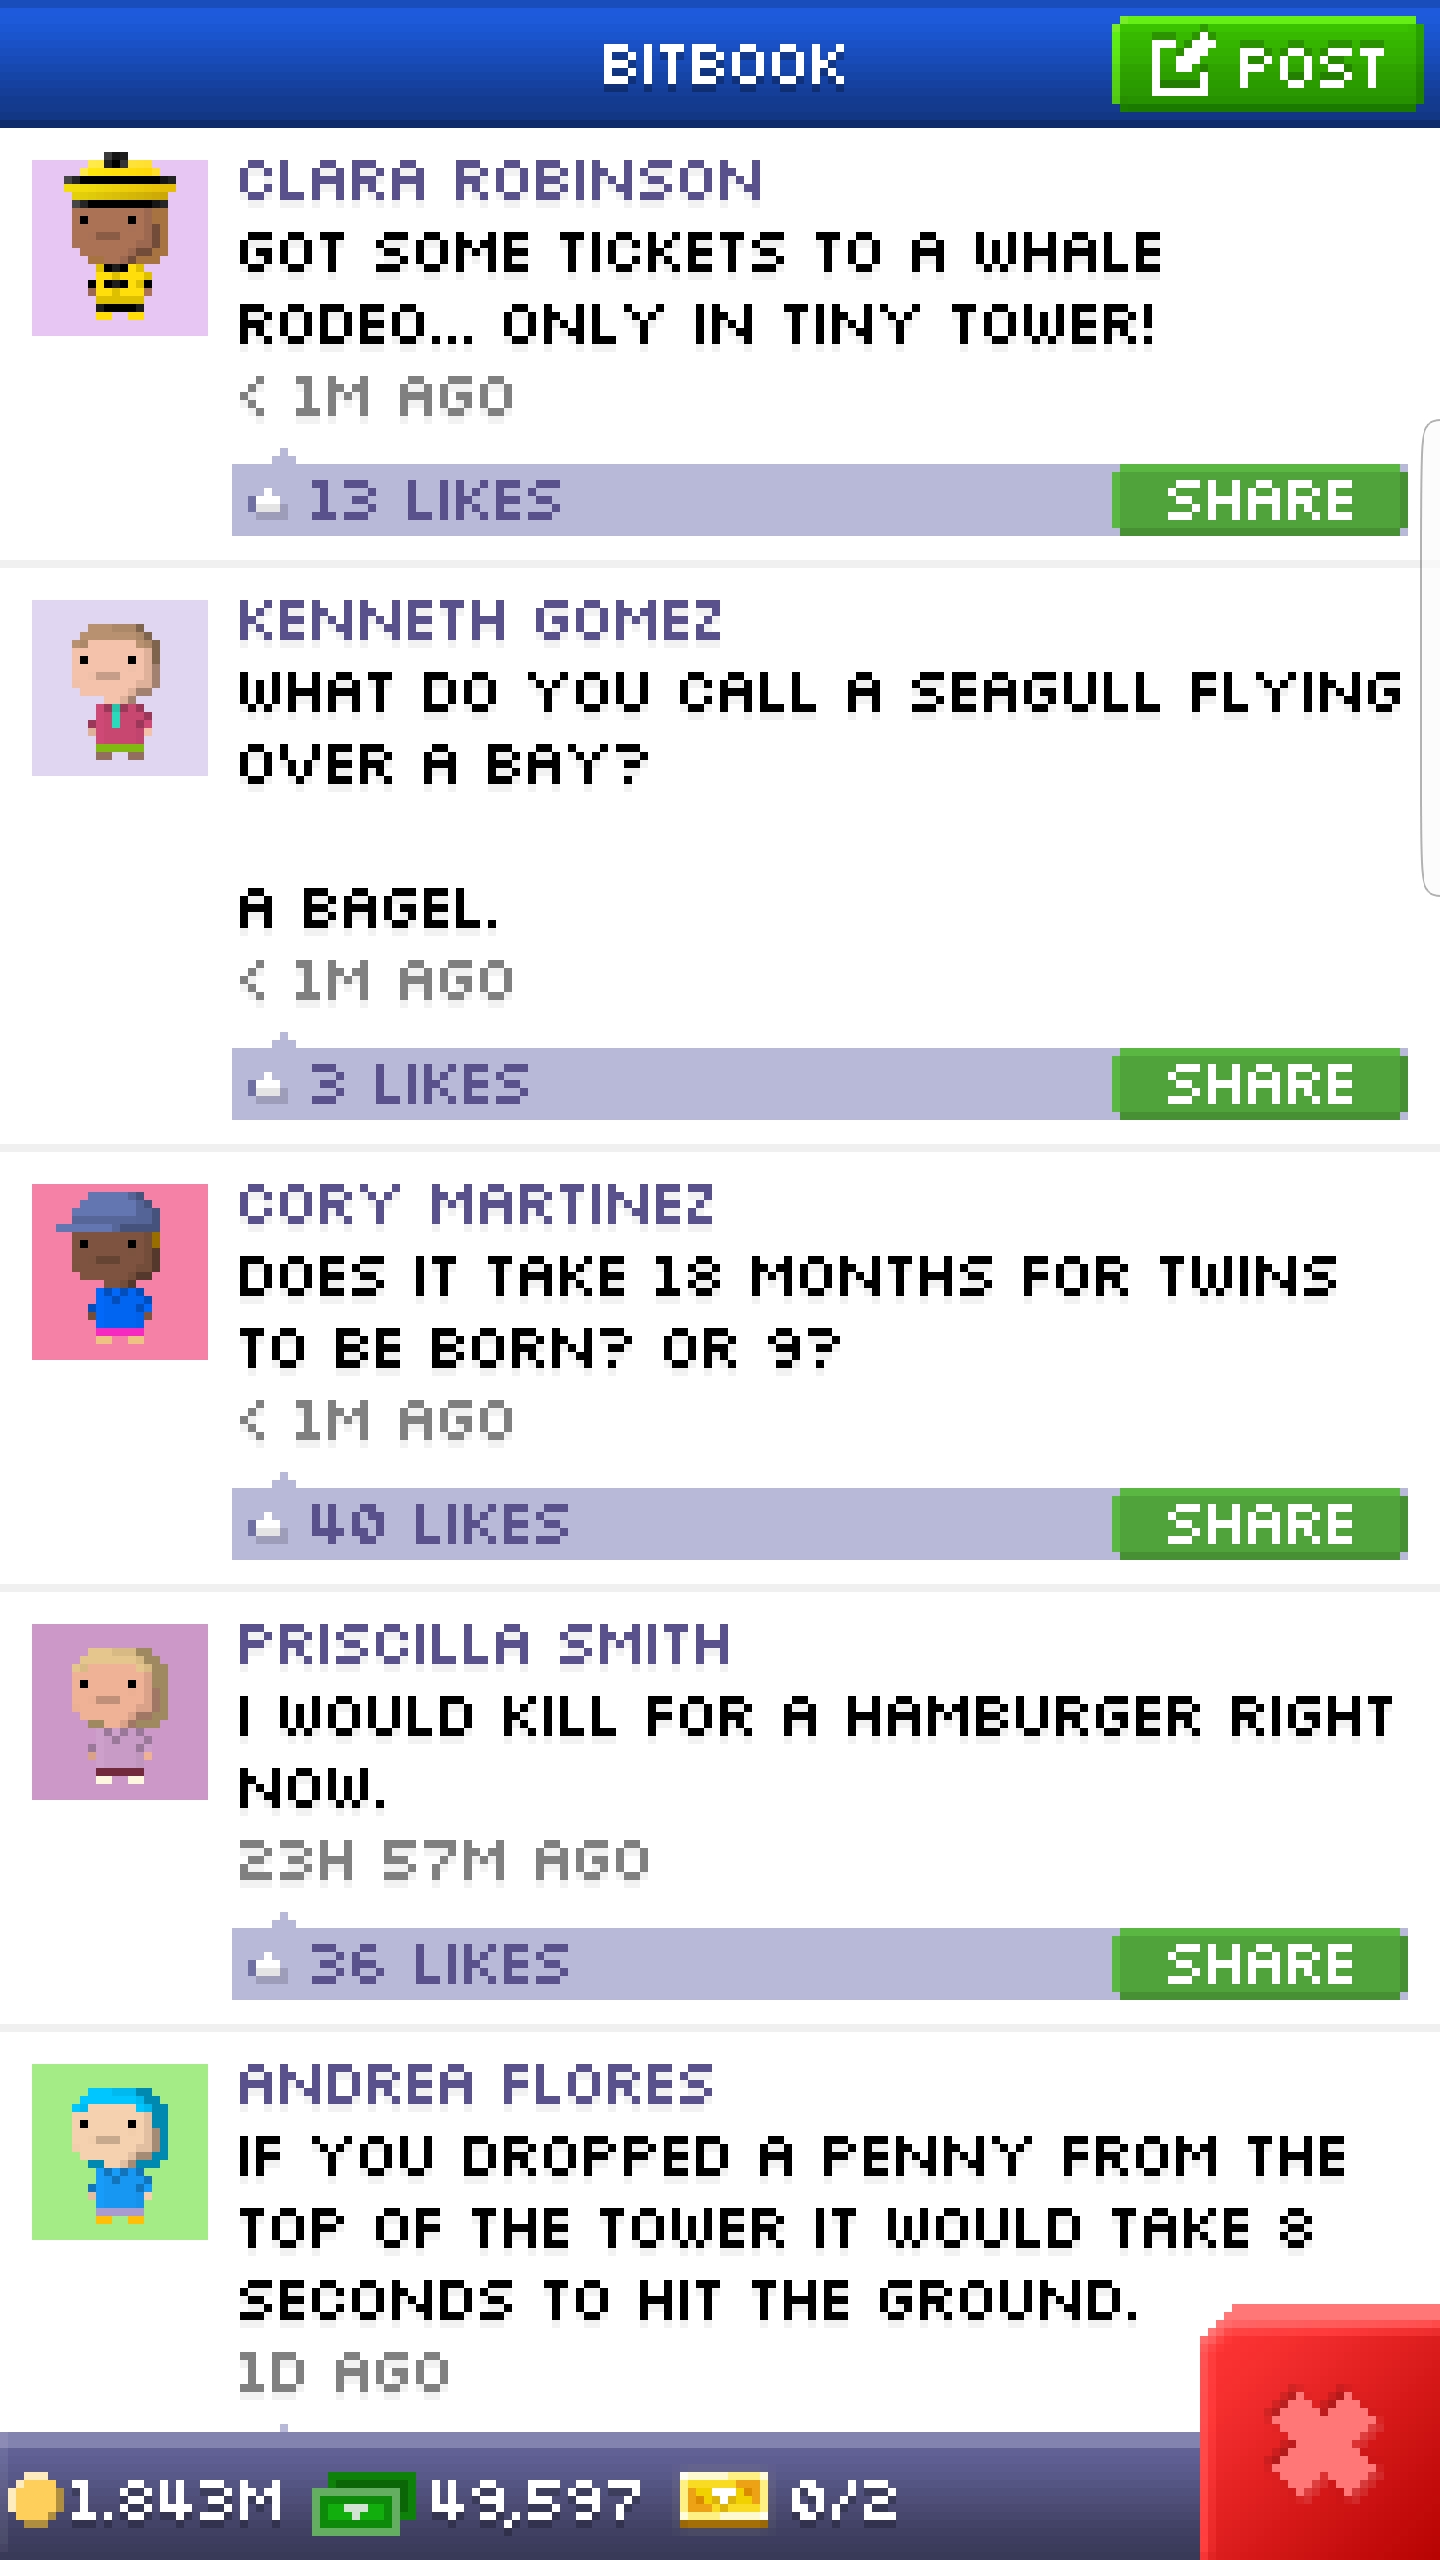 BITBOOK
POST
CLARA ROBINSON
GOT SOME TICKETS TO A WHALE
RODEO... ONLY IN TINY TOWER!
< 1M AGO
13 LIKES
SHARE
KENNETH GOMEZ
WHAT DO YOU CALL A SEAGULL FLYING
OVER A BAY?
A BAGEL.
< 1M AGO
3 LIKES
SHARE
CORY MARTINEZ
DOES IT TAKE 18 MONTHS FOR TWINS
TO BE BORN? OR 9?
< 1M AGO
40 LIKES
SHARE
PRISCILLA SMITH
I WOULD KILL FOR A HAMBURGER RIGHT
NOW.
23H 57M AGO
36 LIKES
SHARE
ANDREA FLORES
IF YOU DROPPED A PENNY FROM THE
TOP OF THE TOWER IT WOULD TAKE 8
SECONDS TO HIT THE GROUND.
1D AGO
1.843M 49,597 0/2